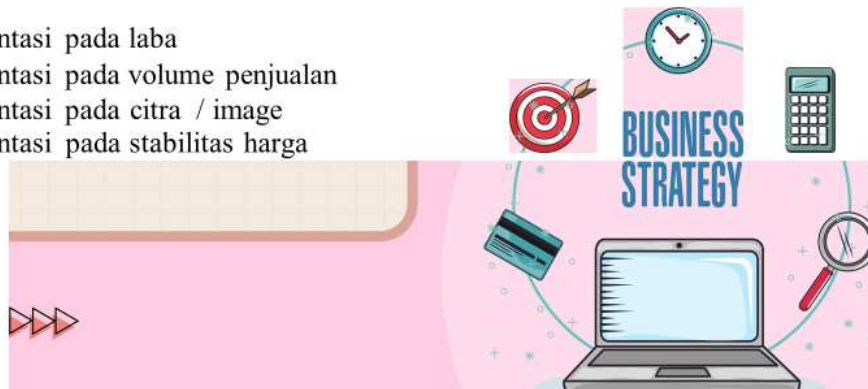 ntasi pada laba
ntasi pada volume penjualan
ntasi pada citra / image
ntasi pada stabilitas harga
BUSINESS
STRATEGY